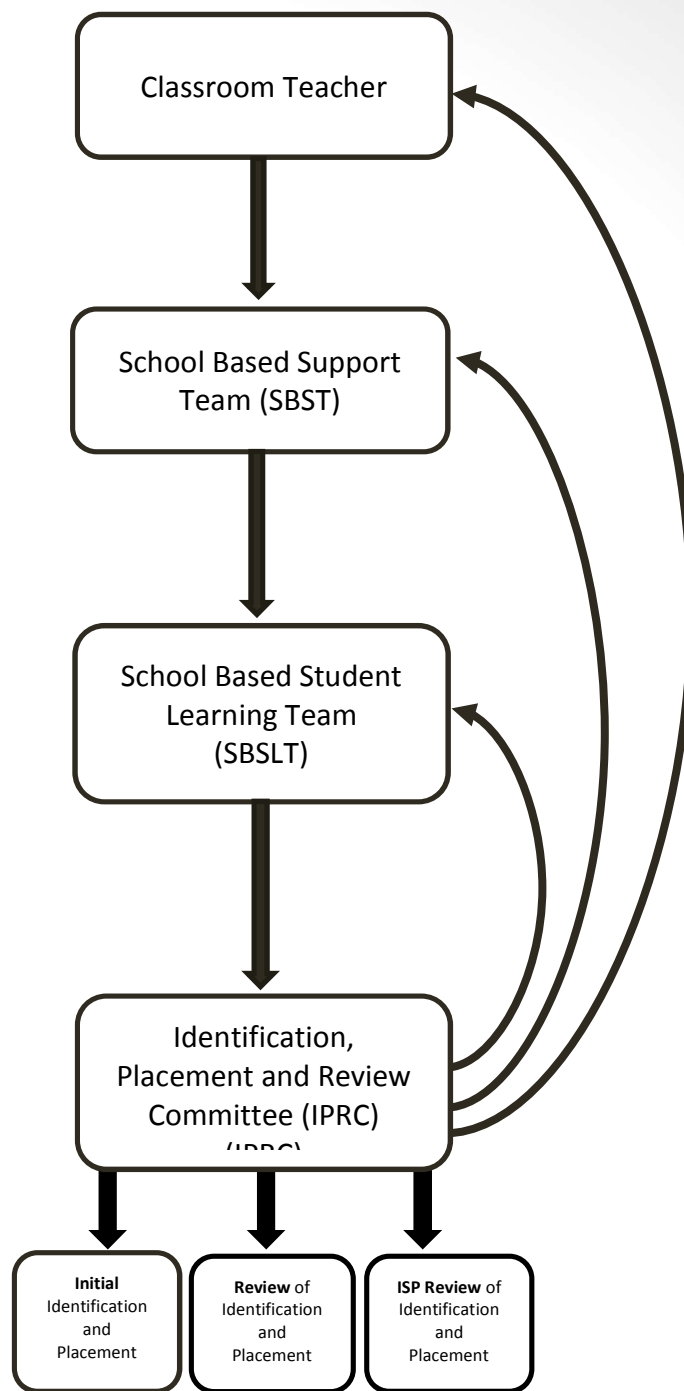 Classroom Teacher
School Based Support
Team (SBST)
School Based Student
Learning Team
(SBSLT)
Identification,
Placement and Review
Committee (IPRC)
(IPRC)
Initial
Identification
and
Placement
Review of
Identification
and
Placement
ISP Review of
Identification
and
Placement